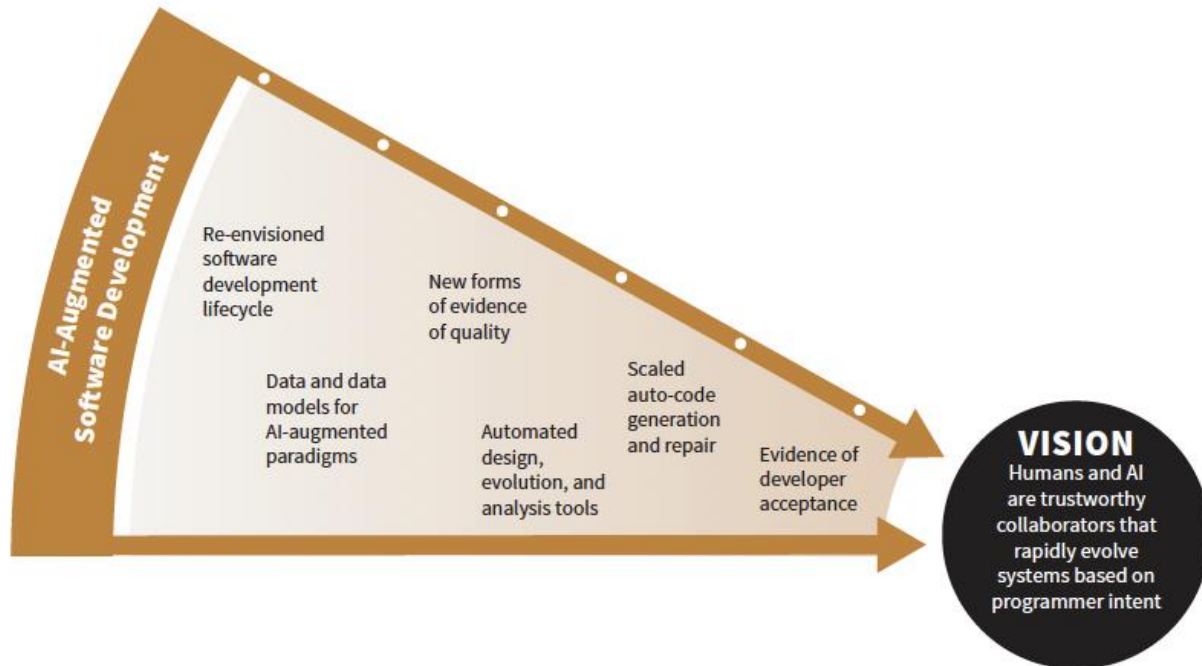 AI-Augmented
Software Development
Re-envisioned
software
development
lifecycle
New forms
of evidence
of quality
Data and data
models for
AI-augmented
paradigms
Automated
design,
evolution, and
analysis tools
Scaled
auto-code
generation
and repair
Evidence of
developer
acceptance
VISION
Humans and AI
are trustworthy
collaborators that
rapidly evolve
systems based on
programmer intent